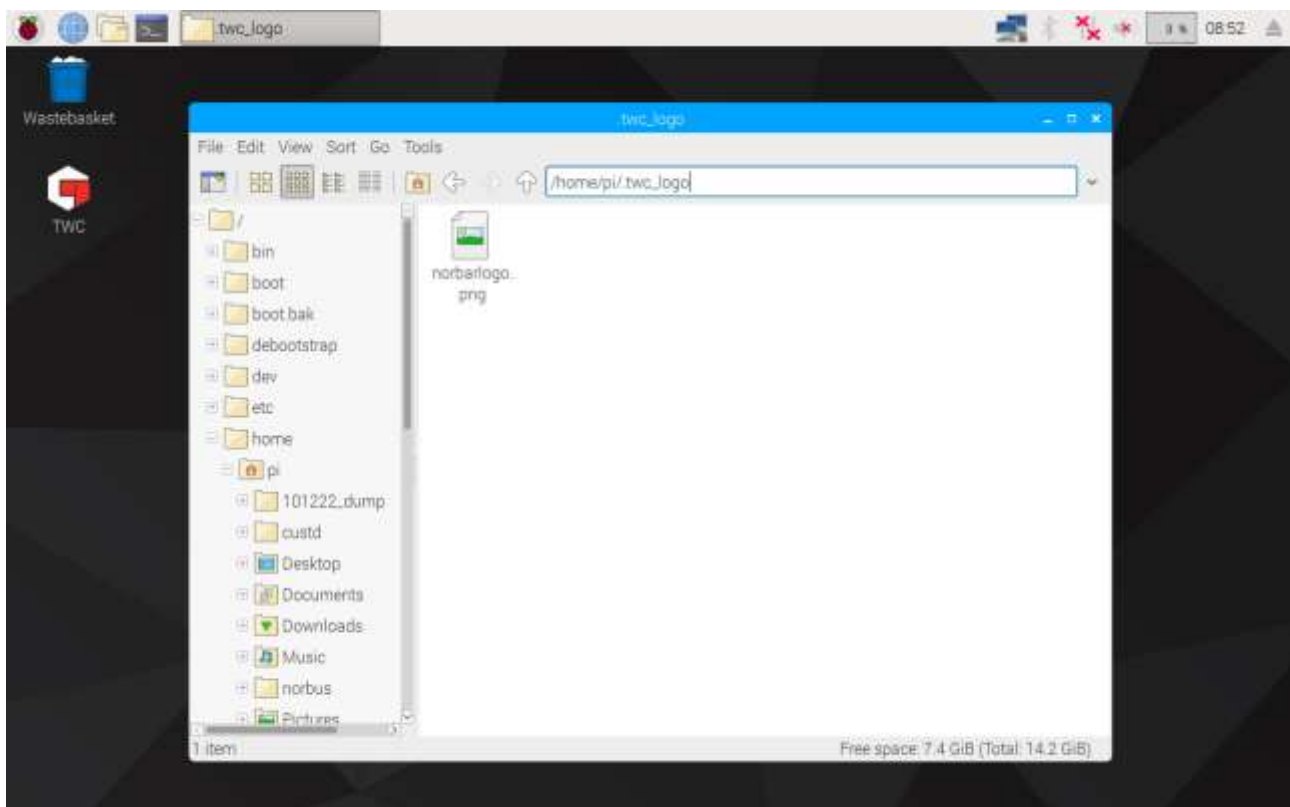 .twc_logo
08:52
Wastebasket
TWC
.twc_logo
File Edit View Sort Go Tools
/home/pi/.twc_logo
/
bin
boot
boot.bak
debootstrap
dev
etc
home
pi
101222_dump
custd
Desktop
Documents
Downloads
Music
norbus
Pictures
norbarlogo.
png
1 item
Free space: 7.4 GiB (Total: 14.2 GiB)